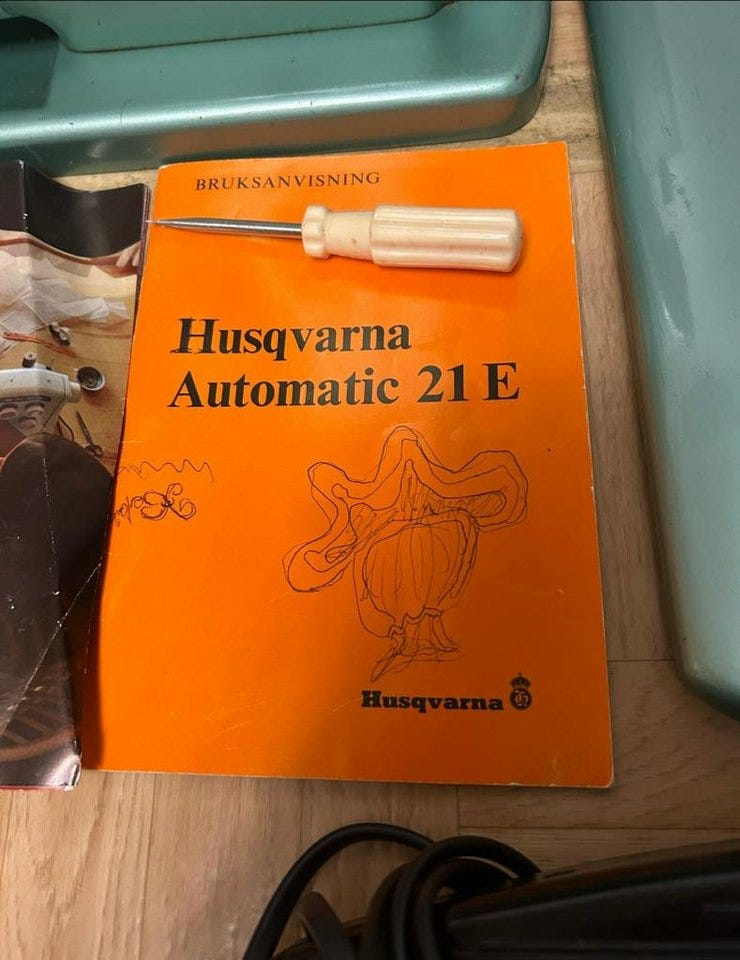 BRUKSANVISNING
Husqvarna
Automatic 21 E
Husqvarna